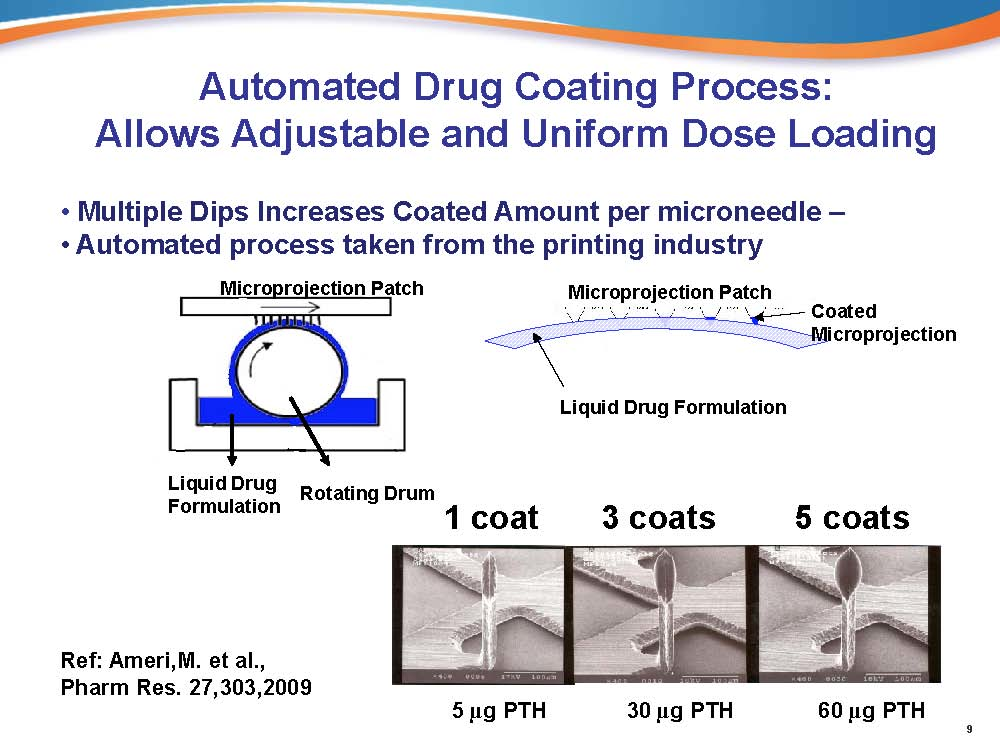 Automated Drug Coating Process:
Allows Adjustable and Uniform Dose Loading
• Multiple Dips Increases Coated Amount per microneedle –
• Automated process taken from the printing industry
Microprojection Patch
Microprojection Patch
Coated
Microprojection
Liquid Drug Formulation
Liquid Drug
Formulation
Rotating Drum
1 coat
3 coats
5 coats
Ref: Ameri,M. et al.,
Pharm Res. 27,303,2009
5 µg PTH
30 µg PTH
60 µg PTH
9